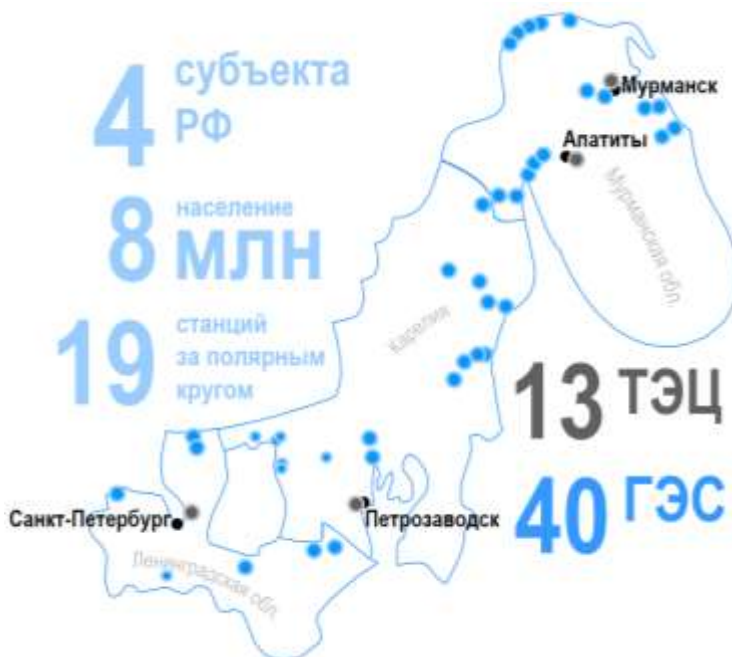 4 субъекта
РФ
8 население
млн
19 станций
за полярным
кругом
Мурманск
Апатиты
Мурманская обл.
Карелия
13 ТЭЦ
40 ГЭС
Санкт-Петербург
Петрозаводск
Ленинградская обл.